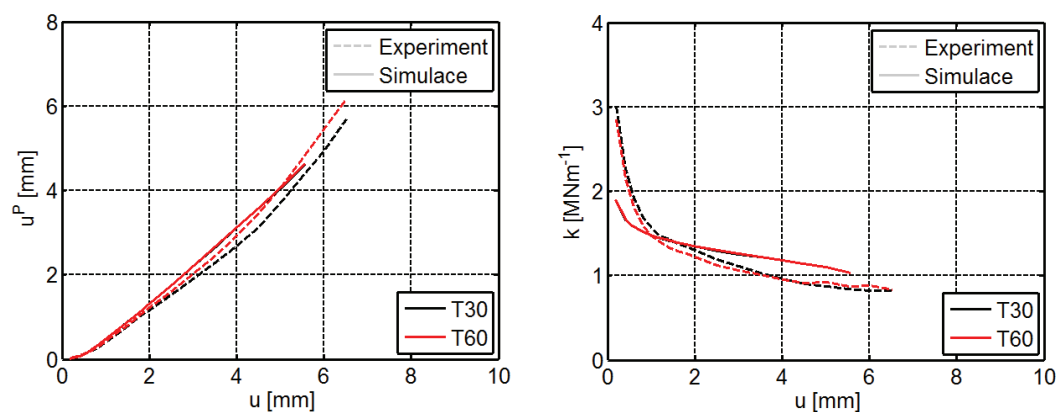 8
6
4
2
0
uᴾ [mm]
Experiment
Simulace
T30
T60
0 2 4 6 8 10
u [mm]
4
3
2
1
0
k [MNm⁻¹]
Experiment
Simulace
T30
T60
0 2 4 6 8 10
u [mm]